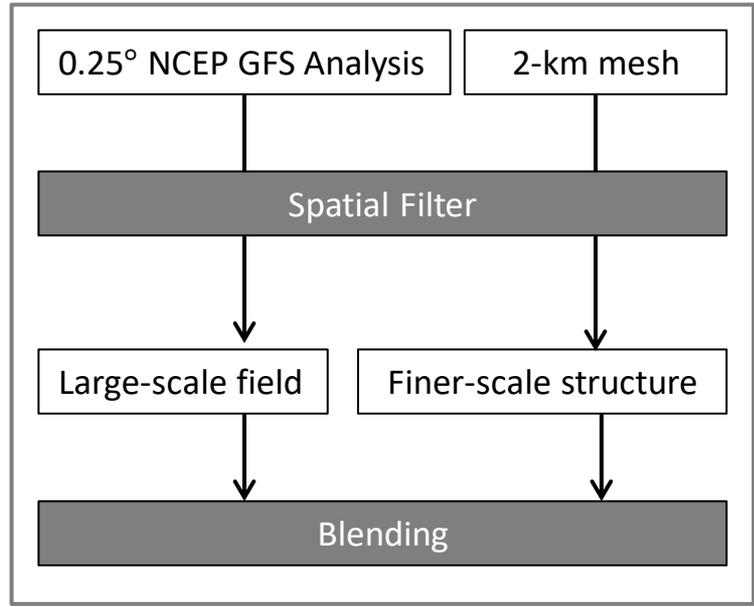 0.25° NCEP GFS Analysis
2-km mesh
Spatial Filter
Large-scale field
Finer-scale structure
Blending